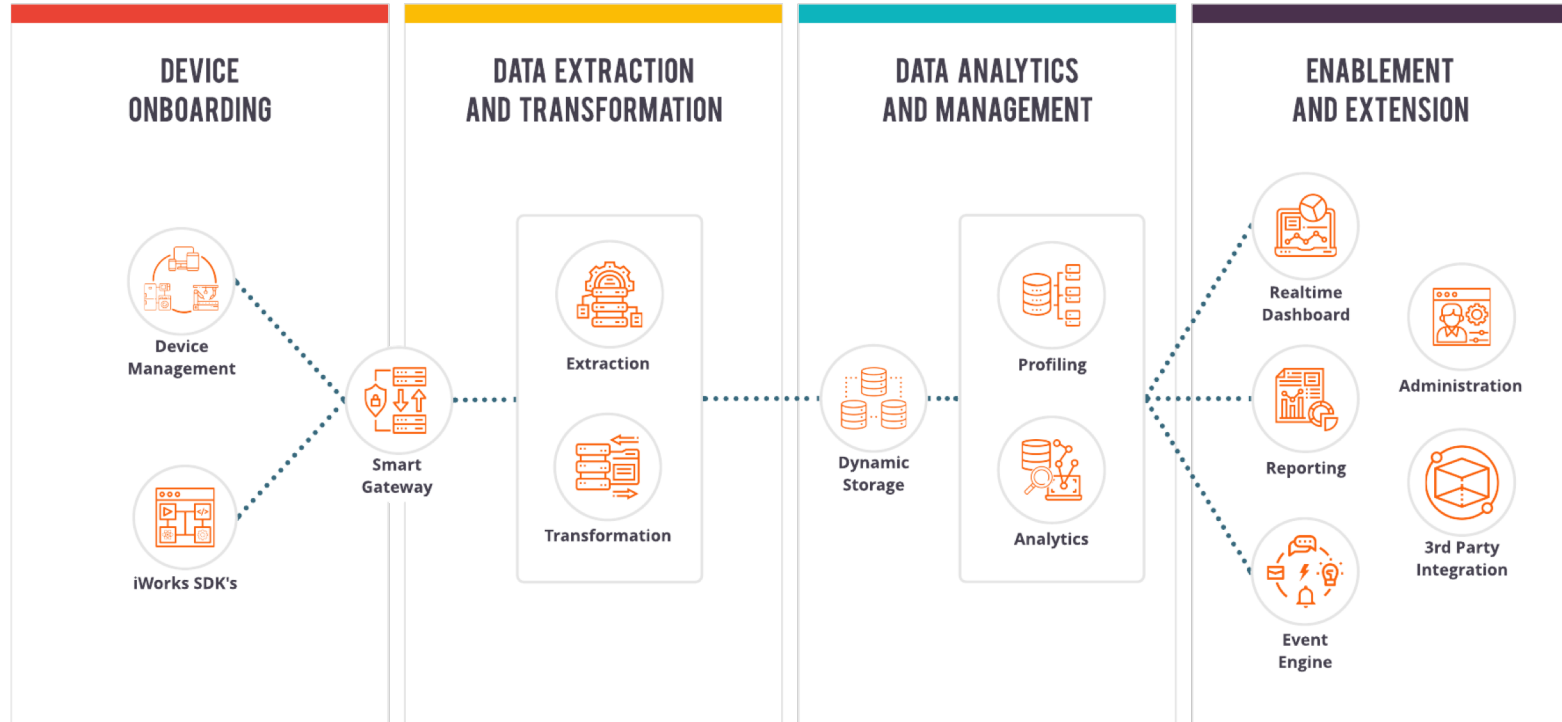 DEVICE
ONBOARDING
Device
Management
iWorks SDK's
Smart
Gateway
DATA EXTRACTION
AND TRANSFORMATION
Extraction
Transformation
DATA ANALYTICS
AND MANAGEMENT
Dynamic
Storage
Profiling
Analytics
ENABLEMENT
AND EXTENSION
Realtime
Dashboard
Reporting
Event
Engine
Administration
3rd Party
Integration